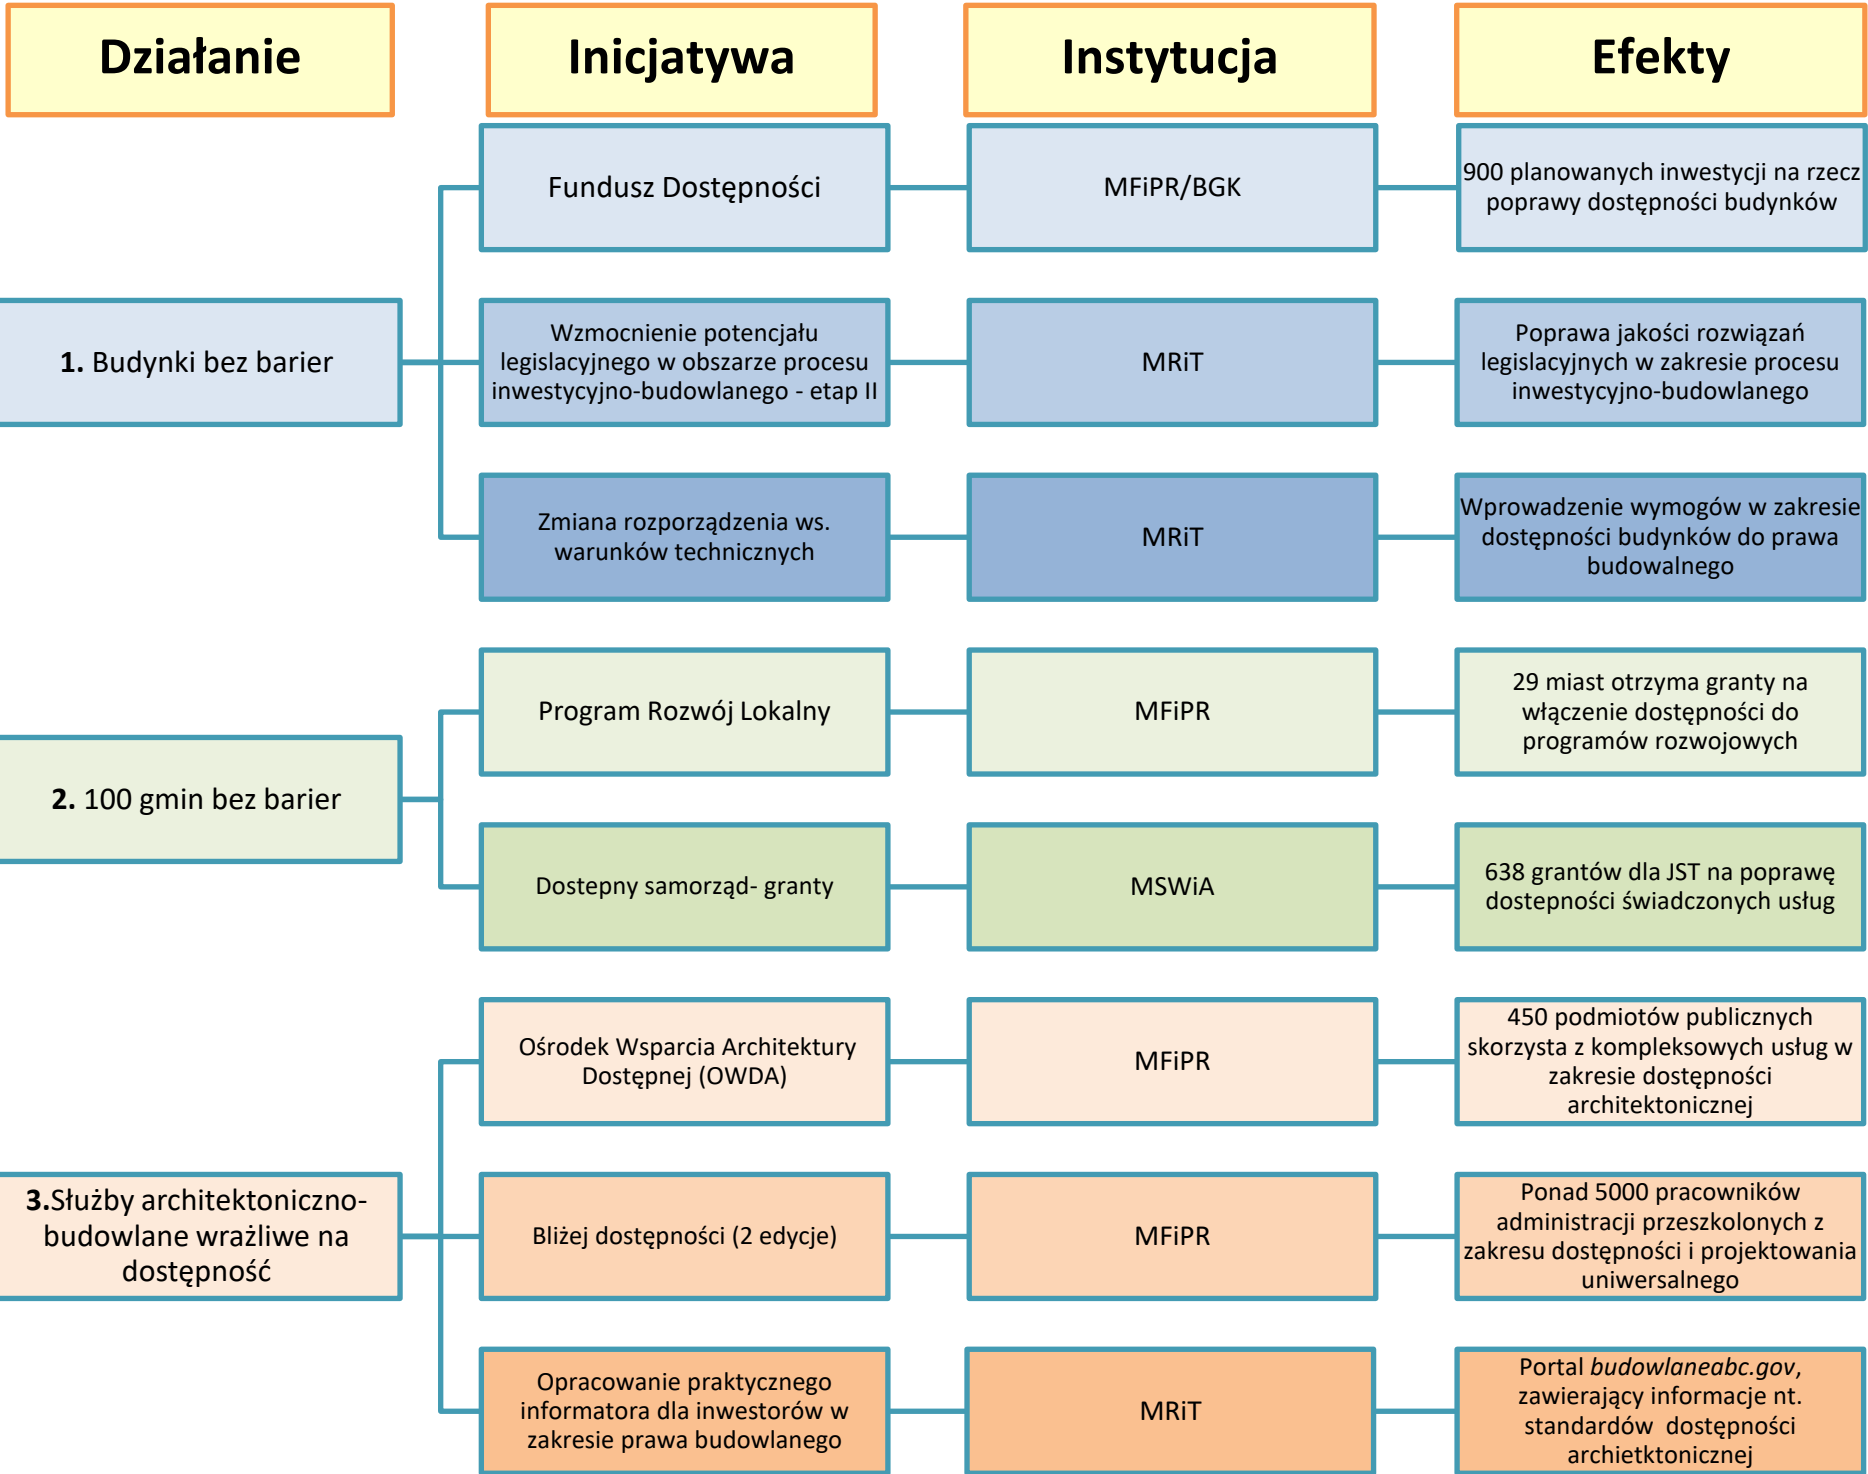 Działanie
Inicjatywa
Instytucja
Efekty
1. Budynki bez barier
Fundusz Dostępności
MFiPR/BGK
900 planowanych inwestycji na rzecz
poprawy dostępności budynków
Wzmocnienie potencjału
legislacyjnego w obszarze procesu
inwestycyjno-budowlanego - etap II
MRiT
Poprawa jakości rozwiązań
legislacyjnych w zakresie procesu
inwestycyjno-budowlanego
Zmiana rozporządzenia ws.
warunków technicznych
MRiT
Wprowadzenie wymogów w zakresie
dostępności budynków do prawa
budowalnego
2. 100 gmin bez barier
Program Rozwój Lokalny
MFiPR
29 miast otrzyma granty na
włączenie dostępności do
programów rozwojowych
Dostepny samorząd- granty
MSWiA
638 grantów dla JST na poprawę
dostepności świadczonych usług
3.Służby architektoniczno-
budowlane wrażliwe na
dostępność
Ośrodek Wsparcia Architektury
Dostępnej (OWDA)
MFiPR
450 podmiotów publicznych
skorzysta z kompleksowych usług w
zakresie dostępności
architektonicznej
Bliżej dostępności (2 edycje)
MFiPR
Ponad 5000 pracowników
administracji przeszkolonych z
zakresu dostępności i projektowania
uniwersalnego
Opracowanie praktycznego
informatora dla inwestorów w
zakresie prawa budowlanego
MRiT
Portal budowlaneabc.gov,
zawierający informacje nt.
standardów dostępności
archietktonicznej